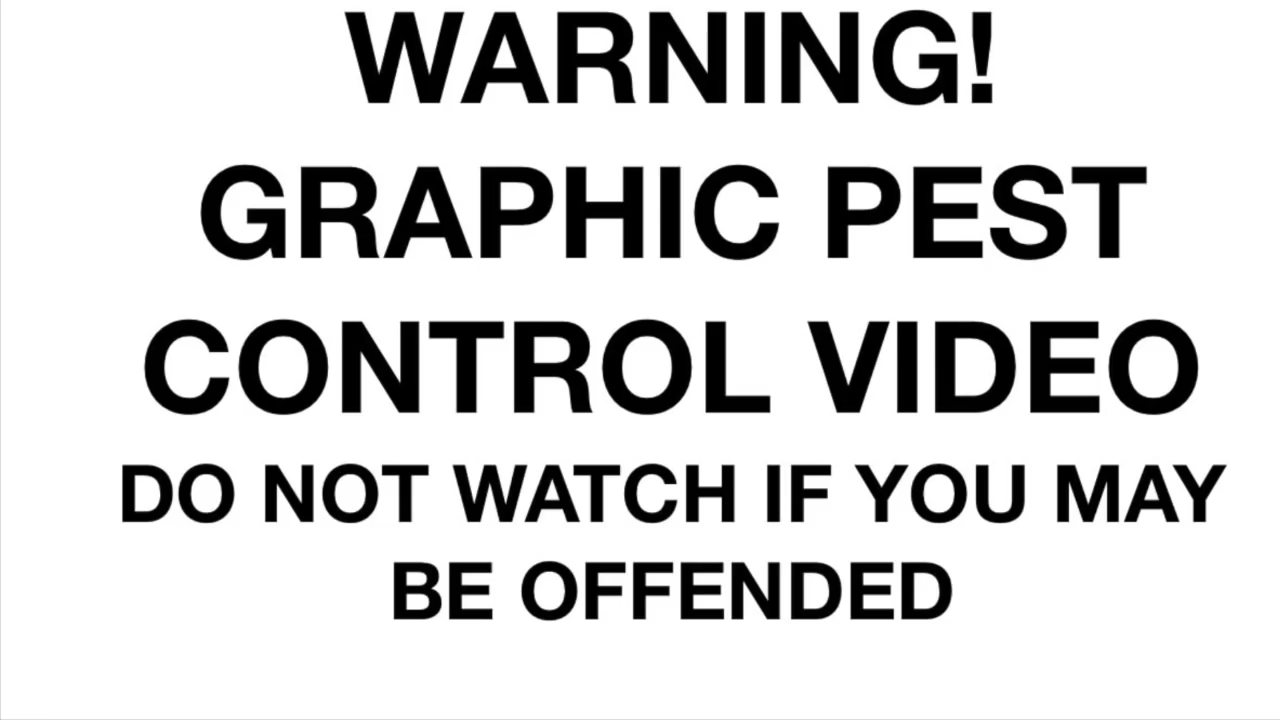 WARNING!
GRAPHIC PEST
CONTROL VIDEO
DO NOT WATCH IF YOU MAY
BE OFFENDED